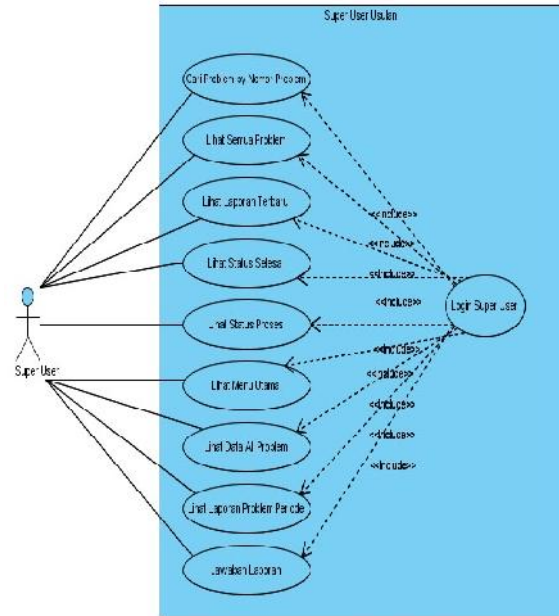 Super User Usulan
Cari Problem by Nomor Problem
Lihat Semua Problem
Lihat Laporan Terbaru
<<Include>>
<<Include>>
Lihat Status Selesai
<<Include>>
<<Include>>
Login Super User
Lihat Status Proses
<<Include>>
Super User
Lihat Menu Utama
<<Include>>
<<Include>>
Lihat Data All Problem
<<Include>>
<<Include>>
Lihat Laporan Problem Periode
Jawaban Laporan